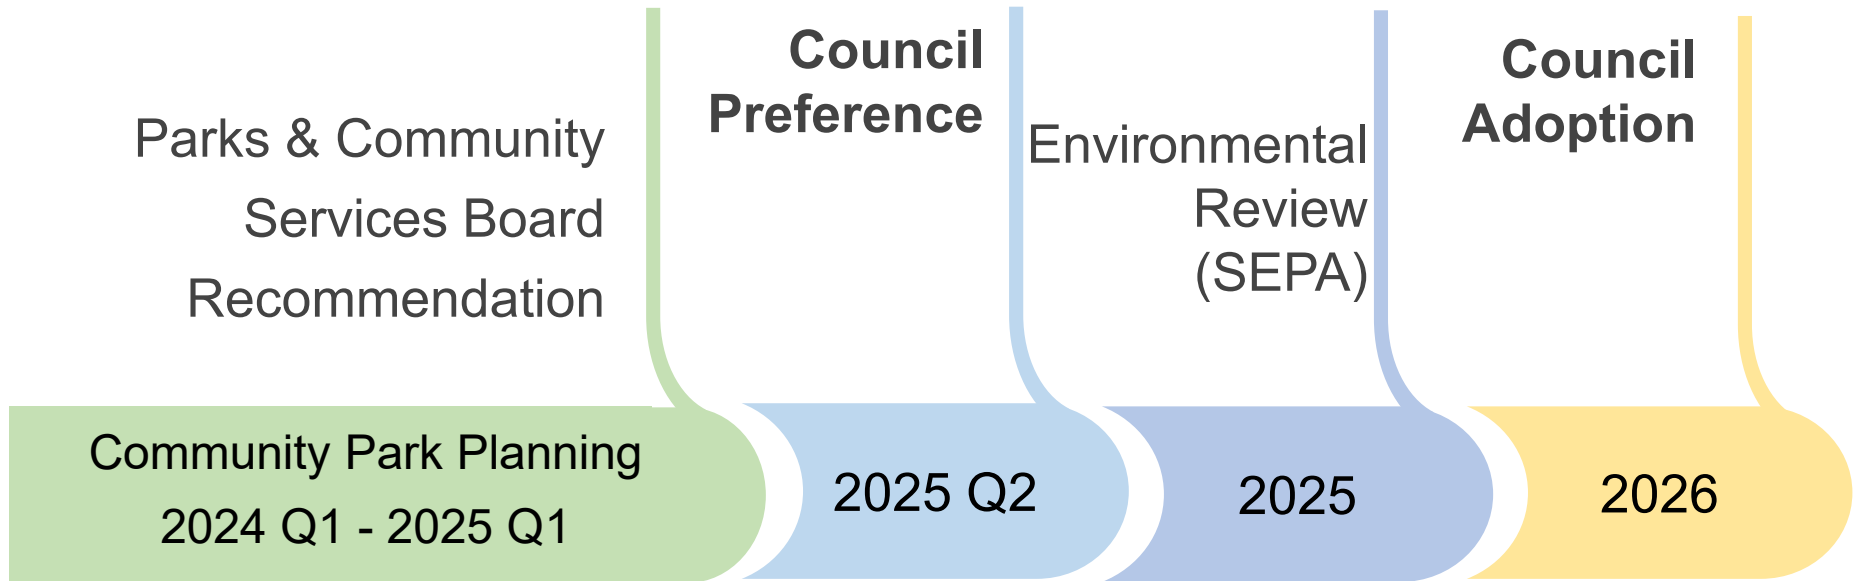 Parks & Community
Services Board
Recommendation
Community Park Planning
2024 Q1 - 2025 Q1
Council
Preference
2025 Q2
Environmental
Review
(SEPA)
2025
Council
Adoption
2026